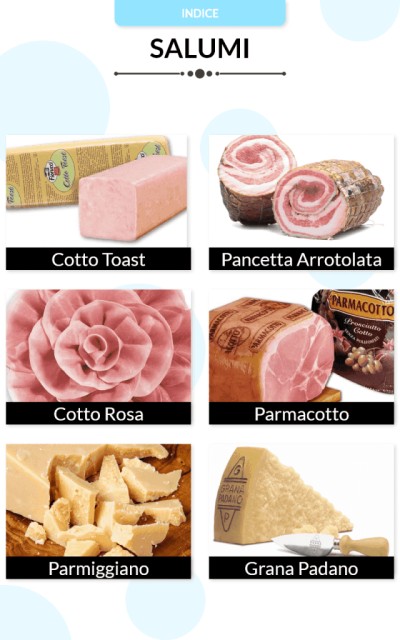 INDICE
SALUMI
Cotto Toast
Pancetta Arrotolata
Cotto Rosa
PARMACOTTO
Prosciutto
Cotto
Parmacotto
GRANA
PADANO
Parmiggiano
Grana Padano